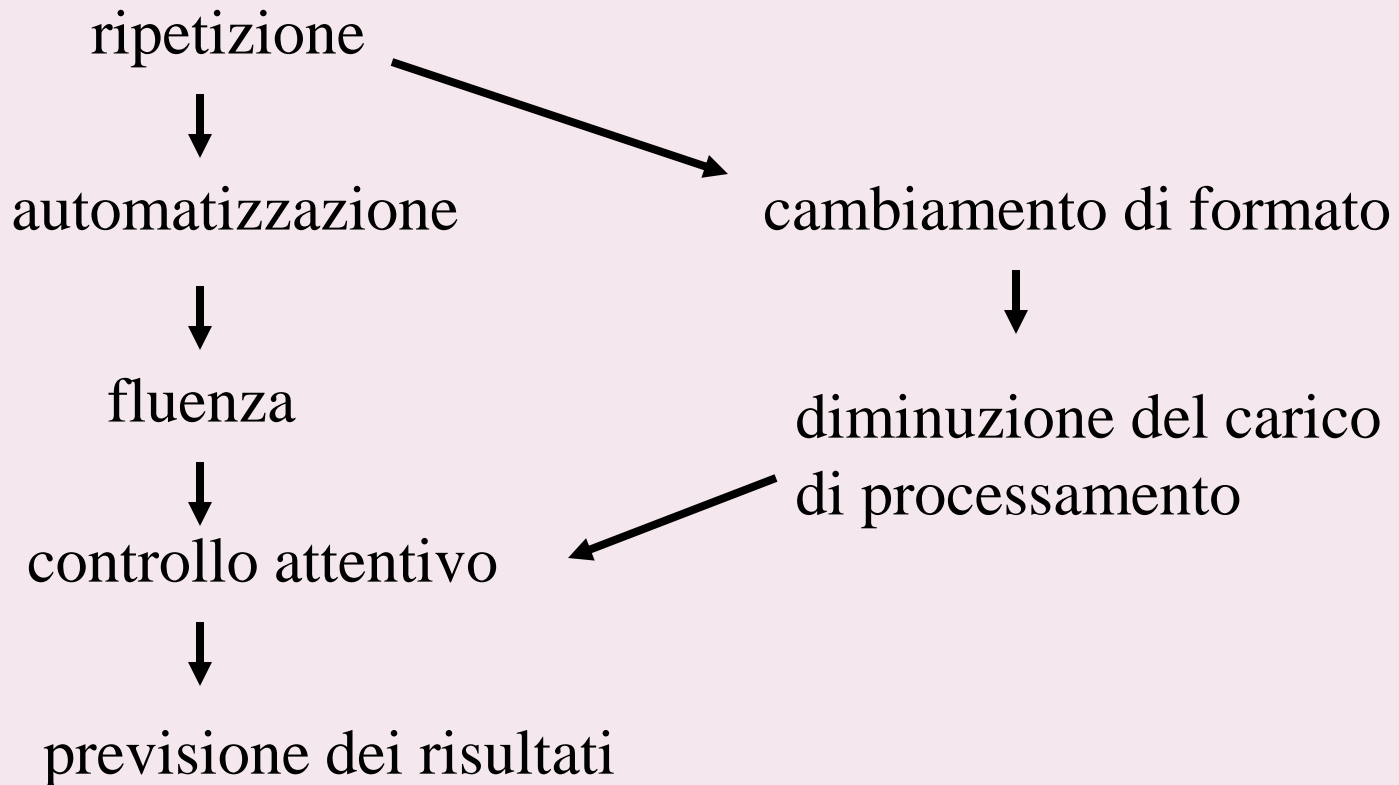 ripetizione
automatizzazione
cambiamento di formato
fluenza
diminuzione del carico
di processamento
controllo attentivo
previsione dei risultati